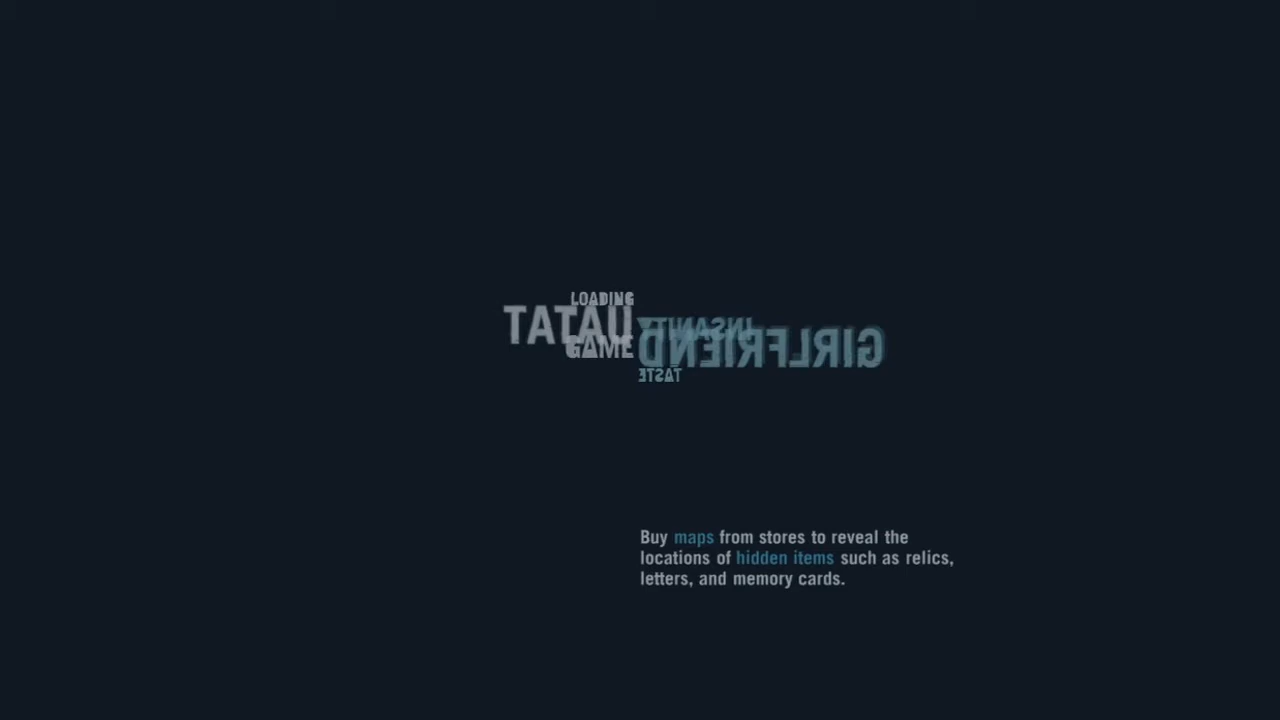 LOADING
TATAU
GAME
INSANITY
GIRLFRIEND
TASTE
Buy maps from stores to reveal the
locations of hidden items such as relics,
letters, and memory cards.